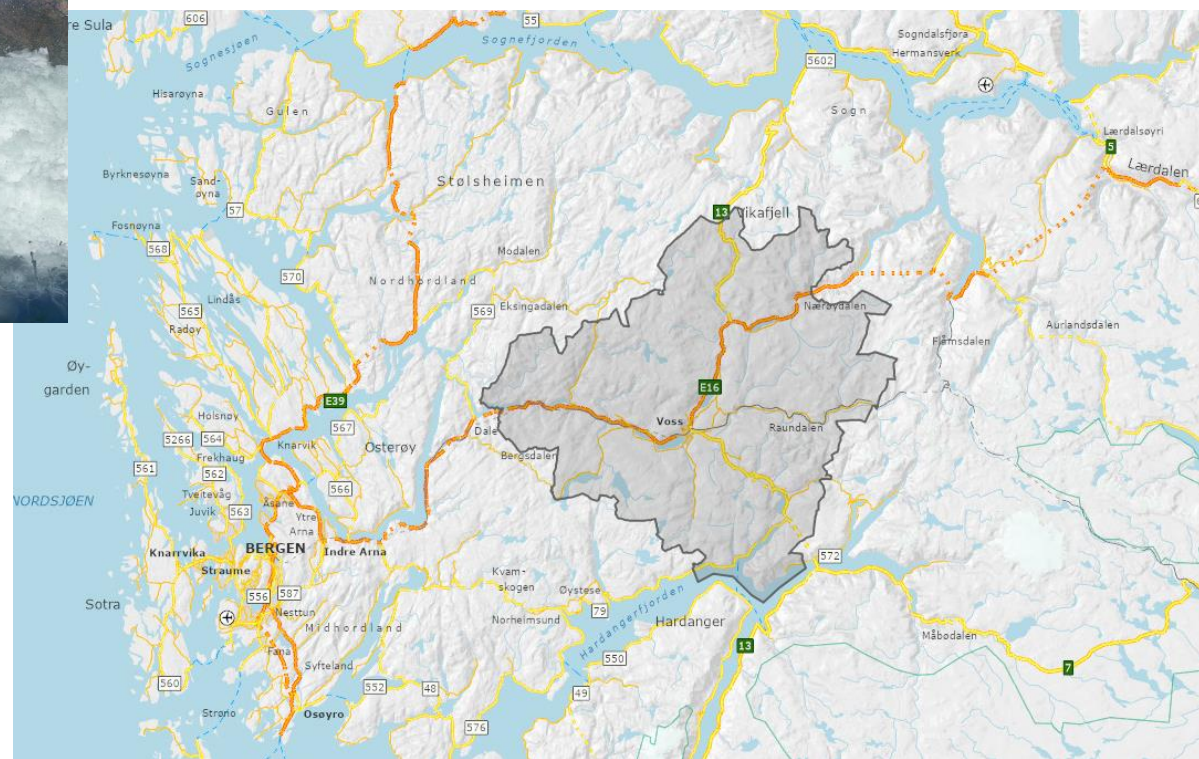 re Sula
606
55
Sognesjøen
Sognefjorden
Sogndalsfjøra
Hermansverk
5602
Hisarøyna
Gulen
Sogn
Lærdalsøyri
5
Lærdalen
Byrknesøyna
Sand-
øyna
Stølsheimen
57
13
Vikafjell
Fosnøyna
568
Modalen
570
Nordhordland
Lindås
565
Radøy
569
Eksingadalen
Nærøydalen
Aurlandsdalen
Flåmsdalen
Øy-
garden
E16
E39
Holsnøy
567
Voss
Raundalen
5266
564
Knarvik
Osterøy
Dale
Frekhaug
Bergsdalen
561
562
566
Tveitevåg
NORDSJØEN
Juvik
563
Åsane
Ytre
Arna
Knarrvika
BERGEN
Indre Arna
572
Straume
Kvam-
skogen
Øystese
556
587
Sotra
Nesttun
Midhordland
Norheimsund
79
Hardangerfjorden
Hardanger
Måbødalen
13
Fana
Syfteland
550
7
560
552
48
49
Strøno
Osøyro
576